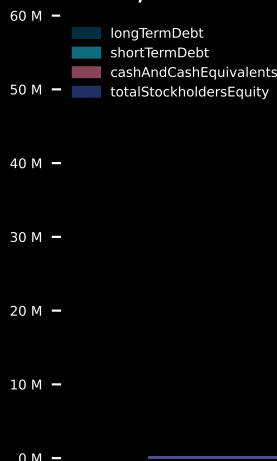 60 M
longTermDebt
shortTermDebt
cashAndCashEquivalents
totalStockholdersEquity
50 M
40 M
30 M
20 M
10 M
0 M